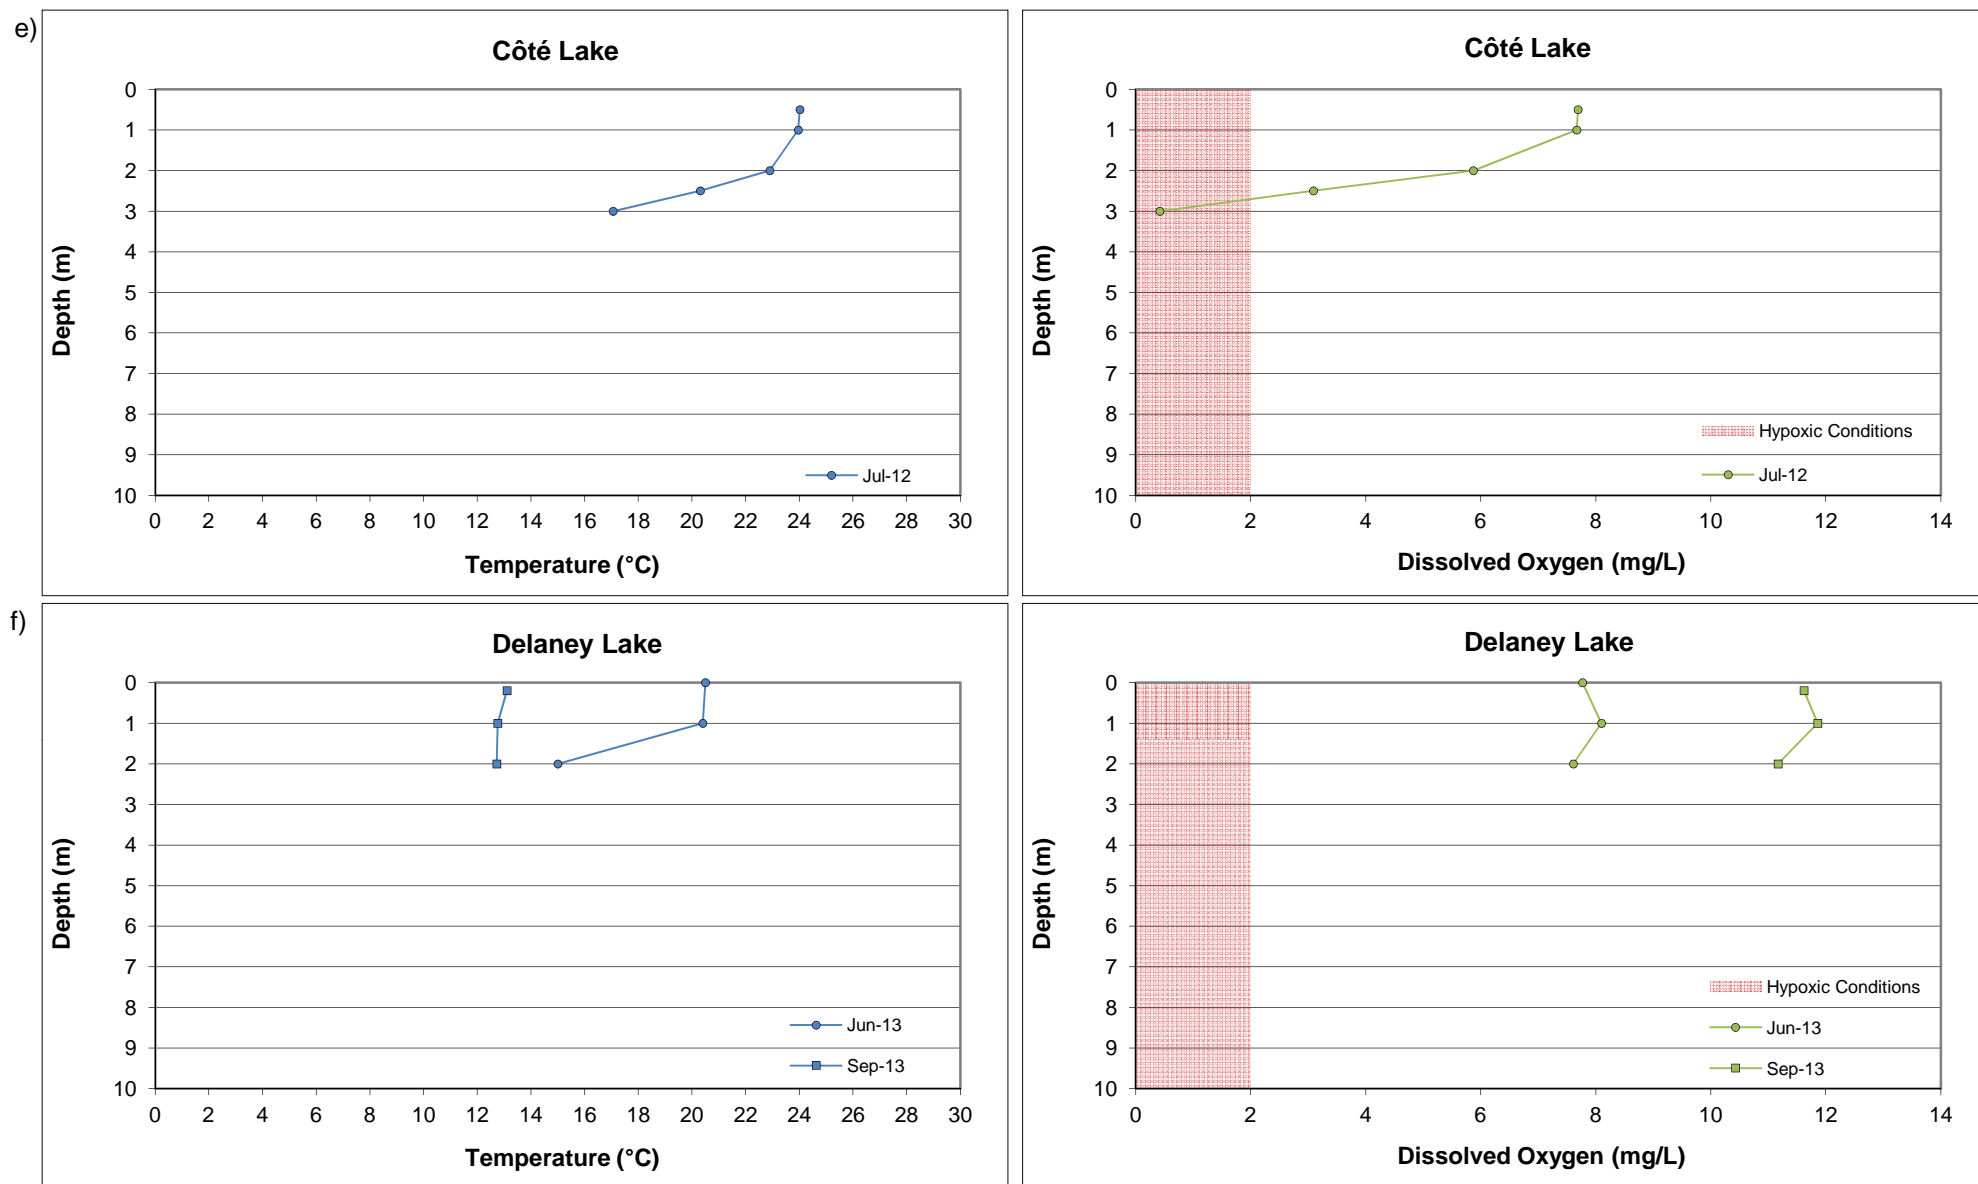 e)
Côté Lake
0
1
2
3
4
5
6
7
8
9
10
Depth (m)
Jul-12
0 2 4 6 8 10 12 14 16 18 20 22 24 26 28 30
Temperature (°C)
Côté Lake
0
1
2
3
4
5
6
7
8
9
10
Depth (m)
Hypoxic Conditions
Jul-12
0 2 4 6 8 10 12 14
Dissolved Oxygen (mg/L)
f)
Delaney Lake
0
1
2
3
4
5
6
7
8
9
10
Depth (m)
Jun-13
Sep-13
0 2 4 6 8 10 12 14 16 18 20 22 24 26 28 30
Temperature (°C)
Delaney Lake
0
1
2
3
4
5
6
7
8
9
10
Depth (m)
Hypoxic Conditions
Jun-13
Sep-13
0 2 4 6 8 10 12 14
Dissolved Oxygen (mg/L)